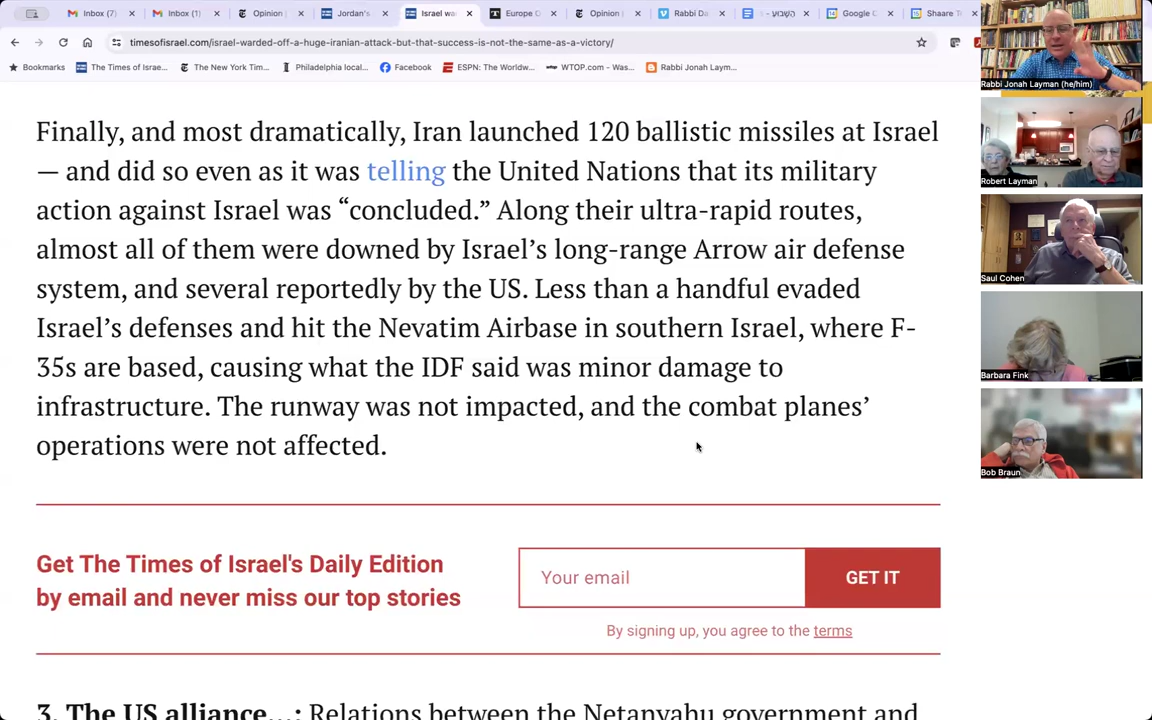 Inbox (7)
Inbox (1)
Opinion
Jordan's
Israel wa
Europe D
Opinion
Rabbi Da
השבוע - 
Google C
Shaare T
timesofisrael.com/israel-warded-off-a-huge-iranian-attack-but-that-success-is-not-the-same-as-a-victory/
Bookmarks
The Times of Israe...
The New York Tim...
Philadelphia local...
Facebook
ESPN: The Worldw...
WTOP.com – Was...
Rabbi Jonah Laym...
Finally, and most dramatically, Iran launched 120 ballistic missiles at Israel
— and did so even as it was telling the United Nations that its military
action against Israel was “concluded.” Along their ultra-rapid routes,
almost all of them were downed by Israel’s long-range Arrow air defense
system, and several reportedly by the US. Less than a handful evaded
Israel’s defenses and hit the Nevatim Airbase in southern Israel, where F-
35s are based, causing what the IDF said was minor damage to
infrastructure. The runway was not impacted, and the combat planes’
operations were not affected.
Get The Times of Israel's Daily Edition
by email and never miss our top stories
Your email
GET IT
By signing up, you agree to the terms
3. The US alliance…: Relations between the Netanyahu government and
Rabbi Jonah Layman (he/him)
Robert Layman
Saul Cohen
Barbara Fink
Bob Braun